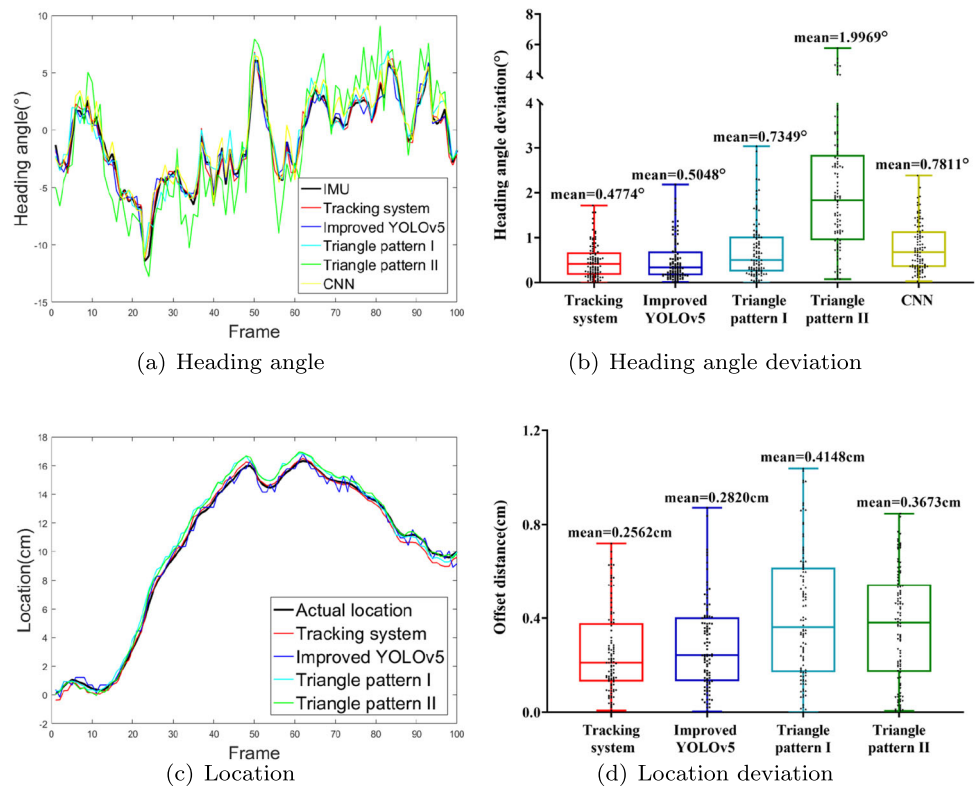 10
5
0
-5
-10
-15
Heading angle(°)
IMU
Tracking system
Improved YOLOv5
Triangle pattern I
Triangle pattern II
CNN
0 10 20 30 40 50 60 70 80 90 100
Frame
(a) Heading angle
8
6
4
4
3
2
1
0
Heading angle deviation(°)
mean=0.4774°
mean=0.5048°
mean=0.7349°
mean=1.9969°
mean=0.7811°
Tracking system
Improved YOLOv5
Triangle pattern I
Triangle pattern II
CNN
(b) Heading angle deviation
18
16
14
12
10
8
6
4
2
0
-2
Location(cm)
Actual location
Tracking system
Improved YOLOv5
Triangle pattern I
Triangle pattern II
0 10 20 30 40 50 60 70 80 90 100
Frame
(c) Location
1.2
0.8
0.4
0.0
Offset distance(cm)
mean=0.2562cm
mean=0.2820cm
mean=0.4148cm
mean=0.3673cm
Tracking system
Improved YOLOv5
Triangle pattern I
Triangle pattern II
(d) Location deviation